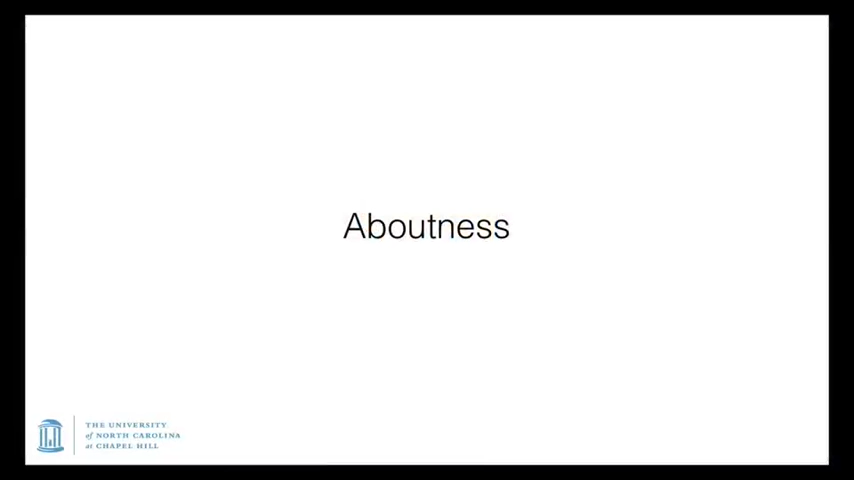 Aboutness
THE UNIVERSITY
of NORTH CAROLINA
at CHAPEL HILL